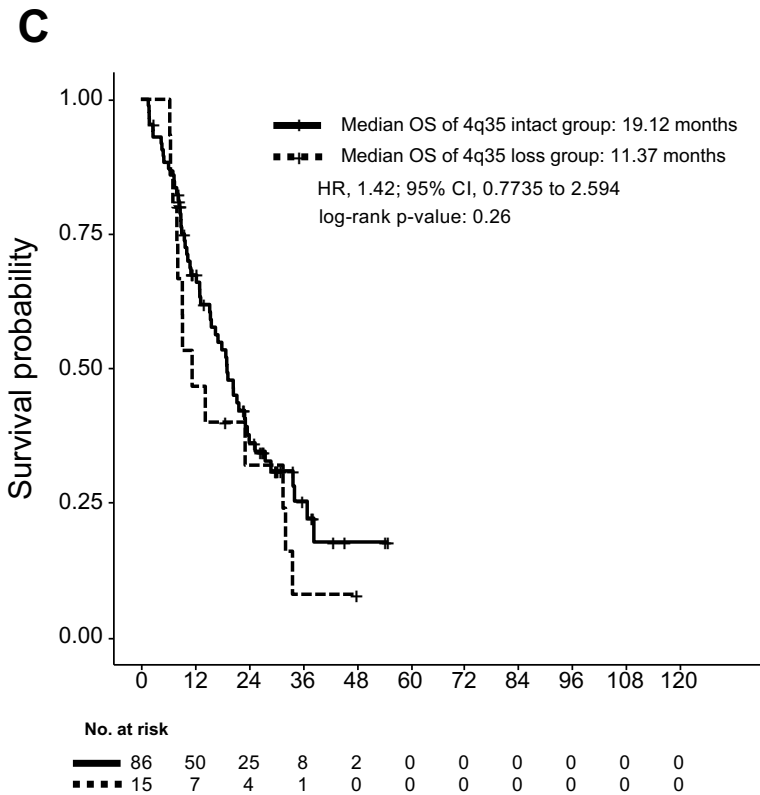 C
1.00
0.75
0.50
0.25
0.00
Survival probability
Median OS of 4q35 intact group: 19.12 months
Median OS of 4q35 loss group: 11.37 months
HR, 1.42; 95% CI, 0.7735 to 2.594
log-rank p-value: 0.26
0 12 24 36 48 60 72 84 96 108 120
No. at risk
86 50 25 8 2 0 0 0 0 0 0
15 7 4 1 0 0 0 0 0 0 0